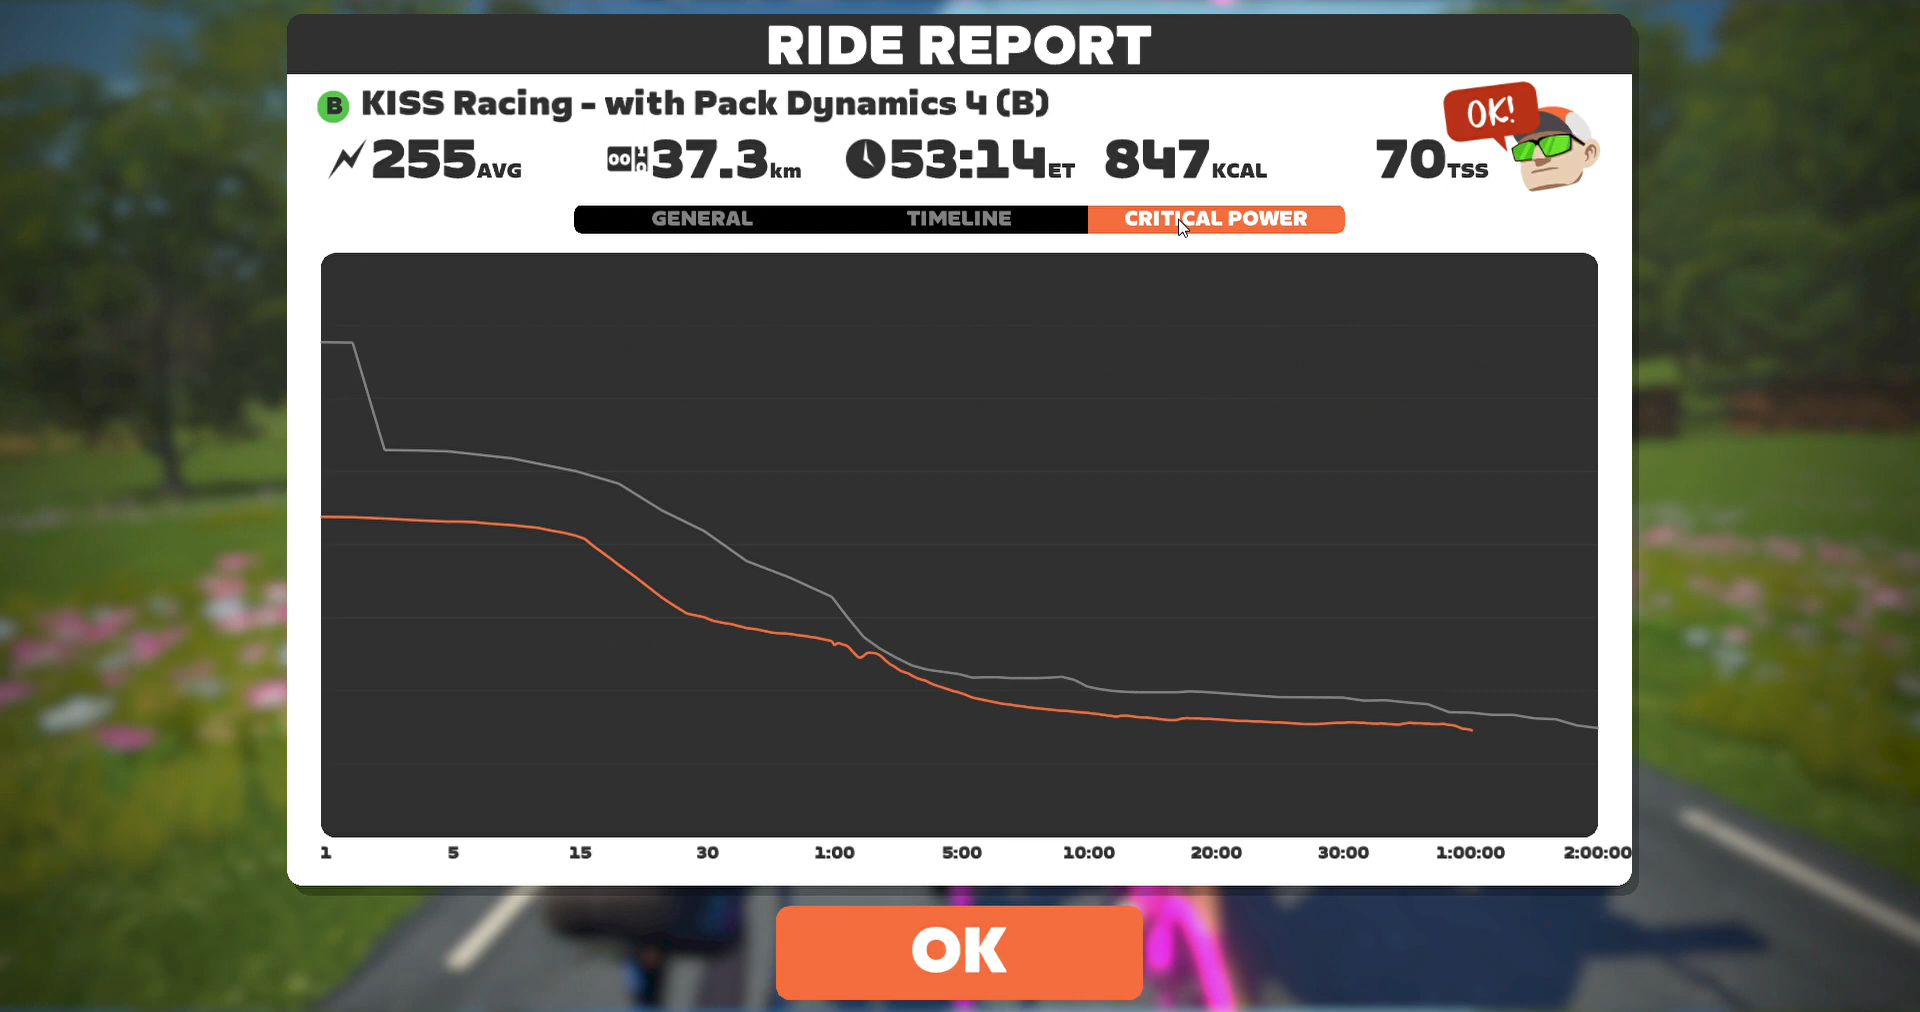 RIDE REPORT
B KISS Racing - with Pack Dynamics 4 (B)
OK!
255AVG 37.3km 53:14ET 847KCAL 70TSS
GENERAL TIMELINE CRITICAL POWER
1 5 15 30 1:00 5:00 10:00 20:00 30:00 1:00:00 2:00:00
OK